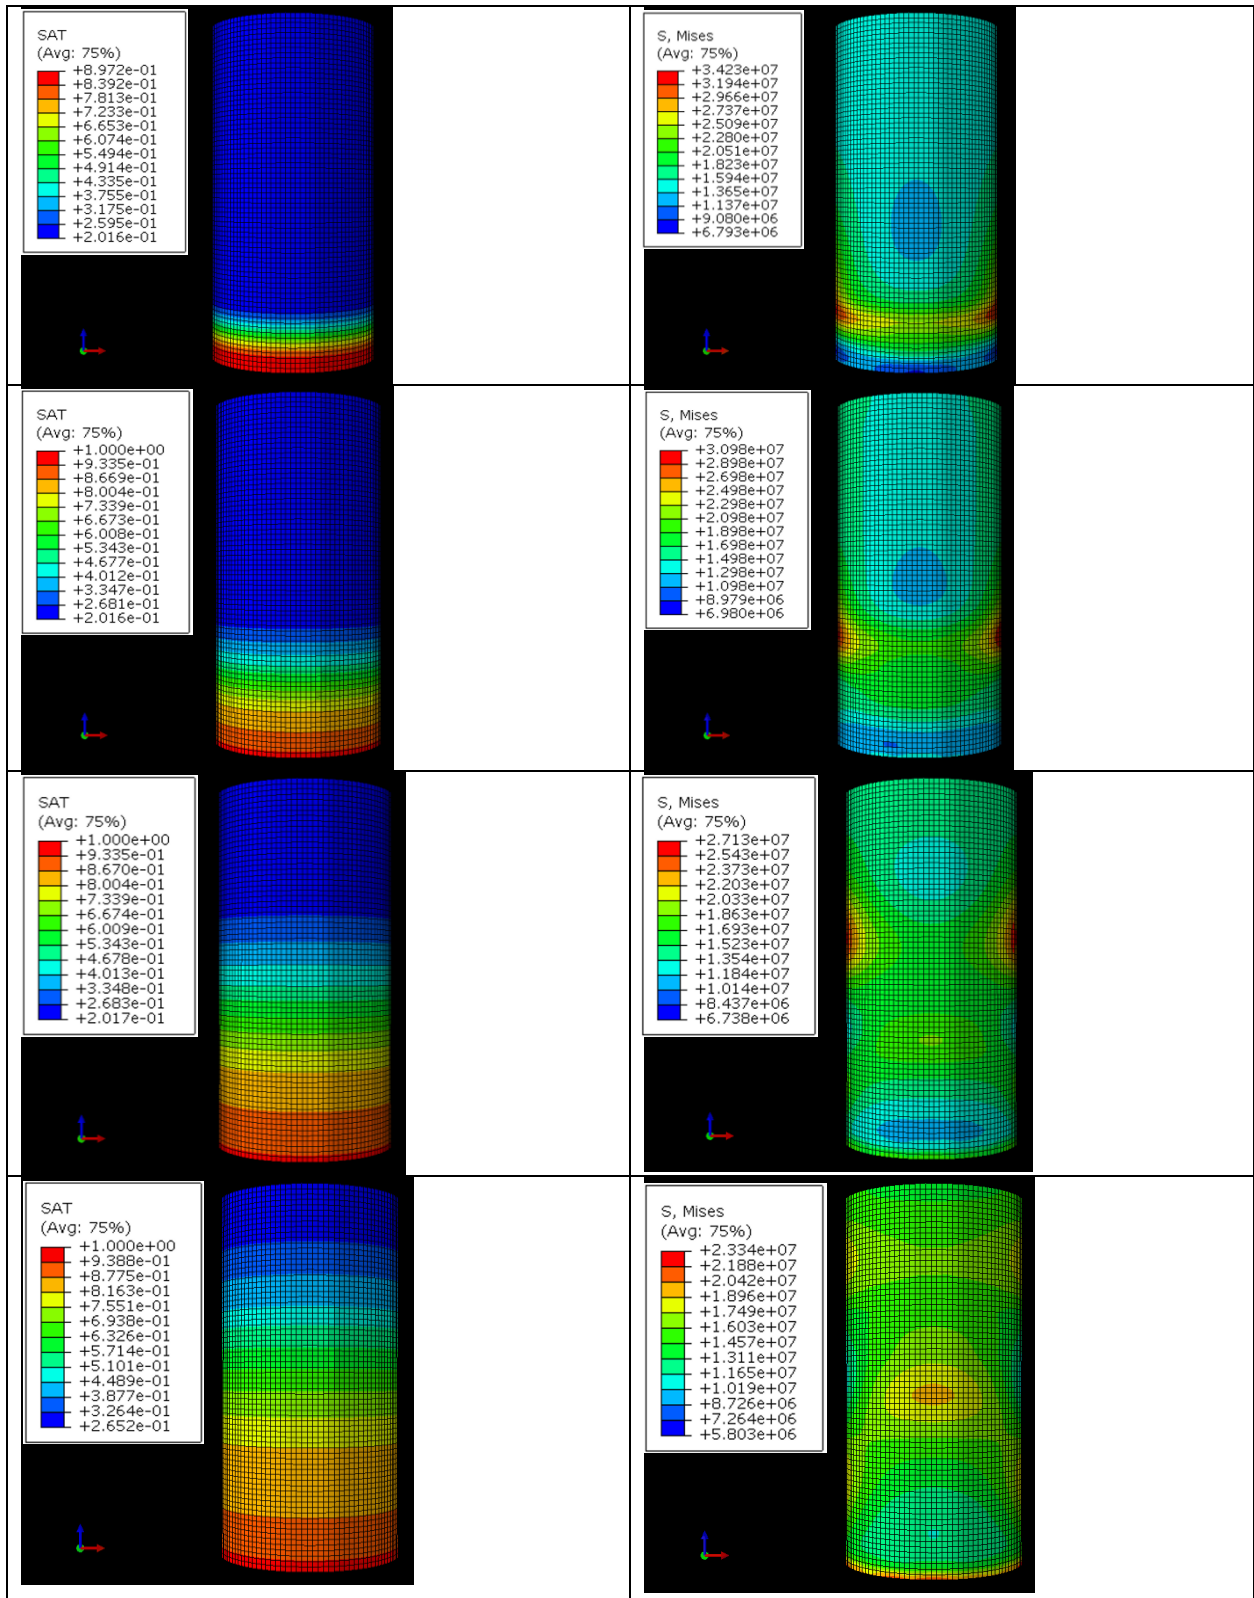 SAT
(Avg: 75%)
+8.972e-01
+8.392e-01
+7.813e-01
+7.233e-01
+6.653e-01
+6.074e-01
+5.494e-01
+4.914e-01
+4.335e-01
+3.755e-01
+3.175e-01
+2.595e-01
+2.016e-01
S, Mises
(Avg: 75%)
+3.423e+07
+3.194e+07
+2.966e+07
+2.737e+07
+2.509e+07
+2.280e+07
+2.051e+07
+1.823e+07
+1.594e+07
+1.365e+07
+1.137e+07
+9.080e+06
+6.793e+06
SAT
(Avg: 75%)
+1.000e+00
+9.335e-01
+8.669e-01
+8.004e-01
+7.339e-01
+6.673e-01
+6.008e-01
+5.343e-01
+4.677e-01
+4.012e-01
+3.347e-01
+2.681e-01
+2.016e-01
S, Mises
(Avg: 75%)
+3.098e+07
+2.898e+07
+2.698e+07
+2.498e+07
+2.298e+07
+2.098e+07
+1.898e+07
+1.698e+07
+1.498e+07
+1.298e+07
+1.098e+07
+8.979e+06
+6.980e+06
SAT
(Avg: 75%)
+1.000e+00
+9.335e-01
+8.670e-01
+8.004e-01
+7.339e-01
+6.674e-01
+6.009e-01
+5.343e-01
+4.678e-01
+4.013e-01
+3.348e-01
+2.683e-01
+2.017e-01
S, Mises
(Avg: 75%)
+2.713e+07
+2.543e+07
+2.373e+07
+2.203e+07
+2.033e+07
+1.863e+07
+1.693e+07
+1.523e+07
+1.354e+07
+1.184e+07
+1.014e+07
+8.437e+06
+6.738e+06
SAT
(Avg: 75%)
+1.000e+00
+9.388e-01
+8.775e-01
+8.163e-01
+7.551e-01
+6.938e-01
+6.326e-01
+5.714e-01
+5.101e-01
+4.489e-01
+3.877e-01
+3.264e-01
+2.652e-01
S, Mises
(Avg: 75%)
+2.334e+07
+2.188e+07
+2.042e+07
+1.896e+07
+1.749e+07
+1.603e+07
+1.457e+07
+1.311e+07
+1.165e+07
+1.019e+07
+8.726e+06
+7.264e+06
+5.803e+06